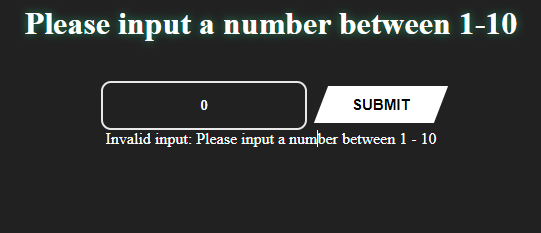 Please input a number between 1-10
0 SUBMIT
Invalid input: Please input a number between 1 - 10